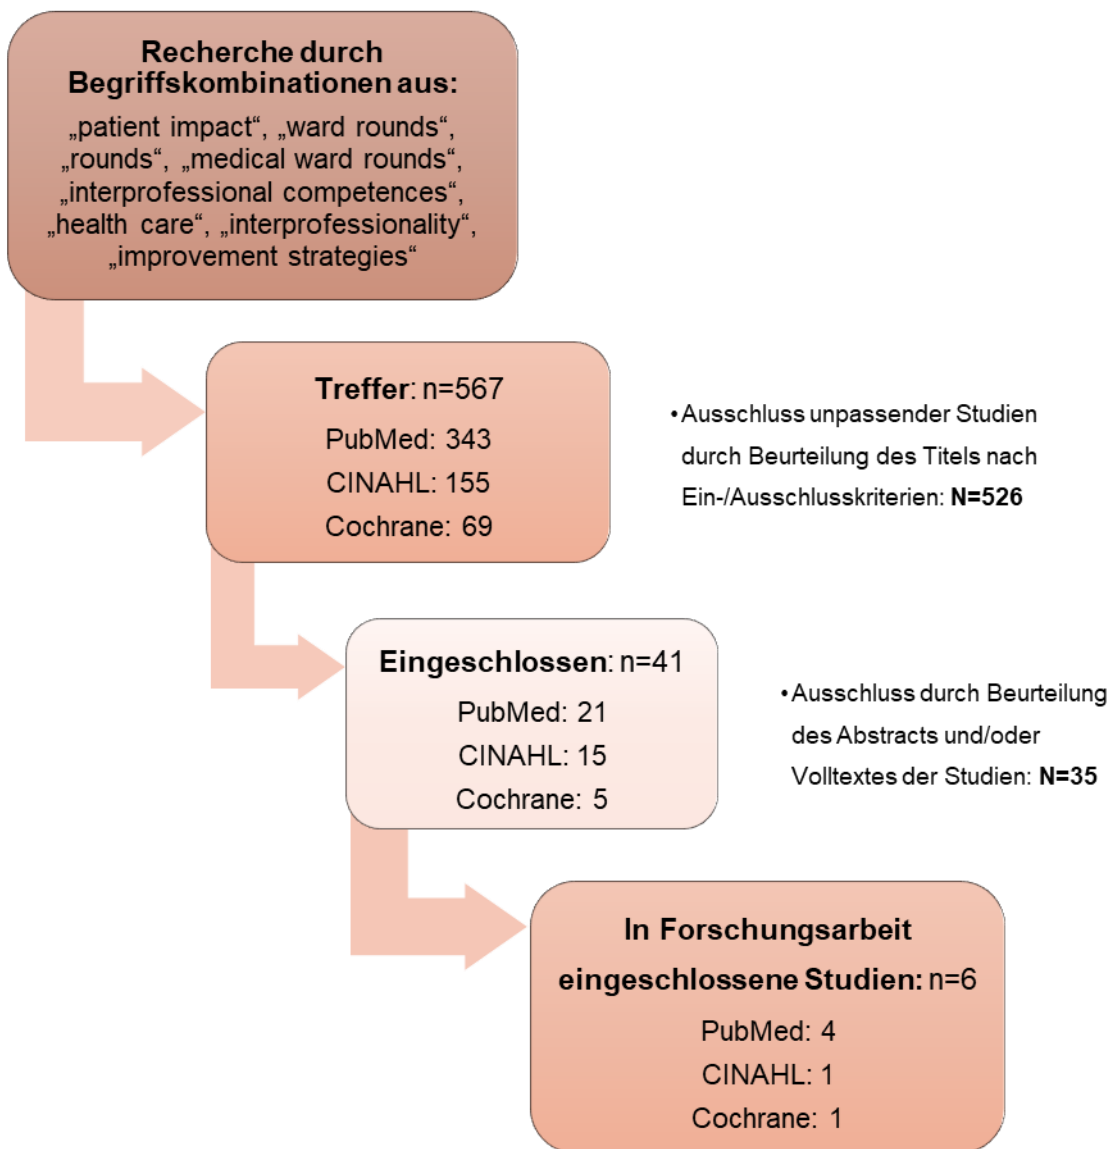 Recherche durch
Begriffskombinationen aus:
„patient impact“, „ward rounds“,
„rounds“, „medical ward rounds“,
„interprofessional competences“,
„health care“, „interprofessionality“,
„improvement strategies“
Treffer: n=567
PubMed: 343
CINAHL: 155
Cochrane: 69
•Ausschluss unpassender Studien
durch Beurteilung des Titels nach
Ein-/Ausschlusskriterien: N=526
Eingeschlossen: n=41
PubMed: 21
CINAHL: 15
Cochrane: 5
•Ausschluss durch Beurteilung
des Abstracts und/oder
Volltextes der Studien: N=35
In Forschungsarbeit
eingeschlossene Studien: n=6
PubMed: 4
CINAHL: 1
Cochrane: 1